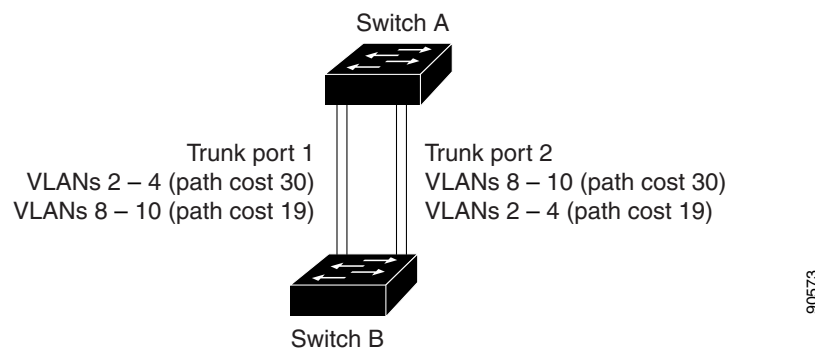 Switch A
Trunk port 1
VLANs 2 – 4 (path cost 30)
VLANs 8 – 10 (path cost 19)
Trunk port 2
VLANs 8 – 10 (path cost 30)
VLANs 2 – 4 (path cost 19)
90573
Switch B